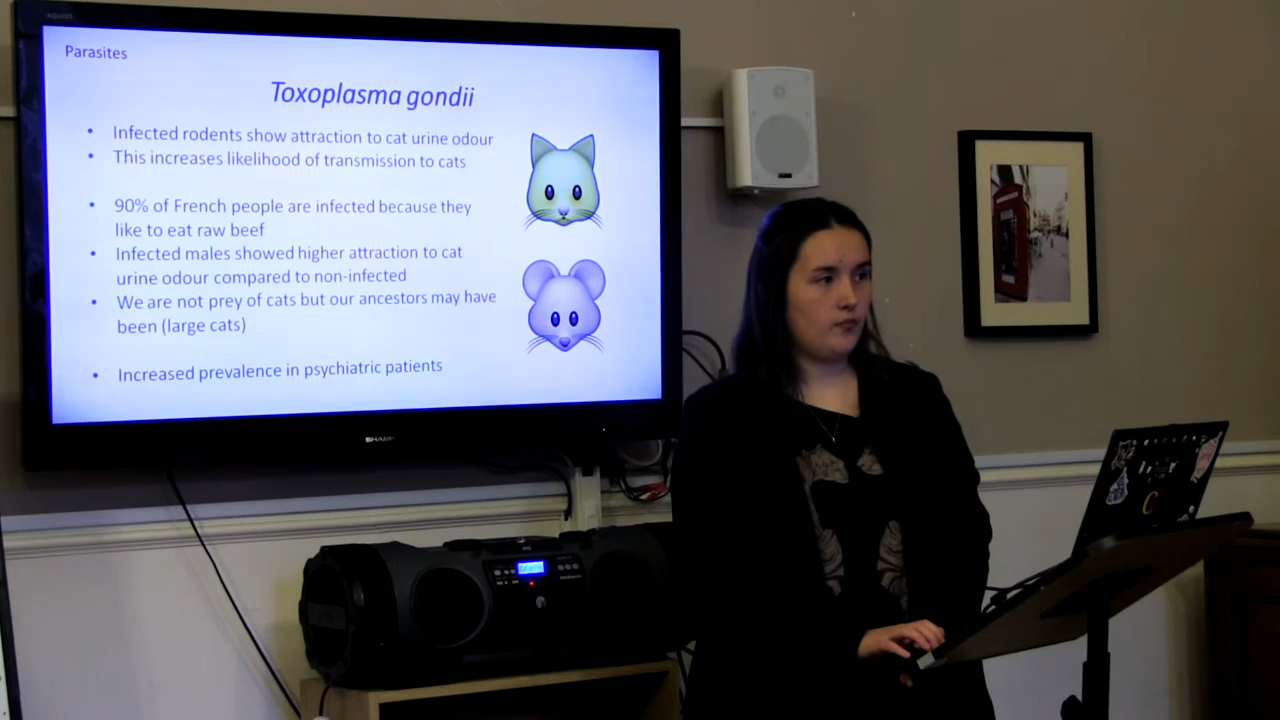 AQUOS
Parasites
Toxoplasma gondii
• Infected rodents show attraction to cat urine odour
• This increases likelihood of transmission to cats
• 90% of French people are infected because they
like to eat raw beef
• Infected males showed higher attraction to cat
urine odour compared to non-infected
• We are not prey of cats but our ancestors may have
been (large cats)
• Increased prevalence in psychiatric patients
SHARP